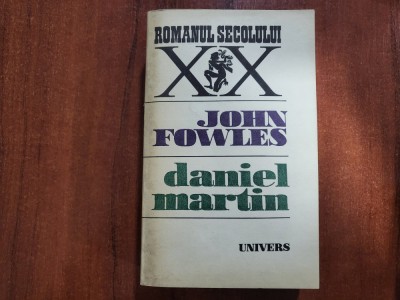 ROMANUL SECOLULUI
XX
JOHN
FOWLES
daniel
martin
UNIVERS